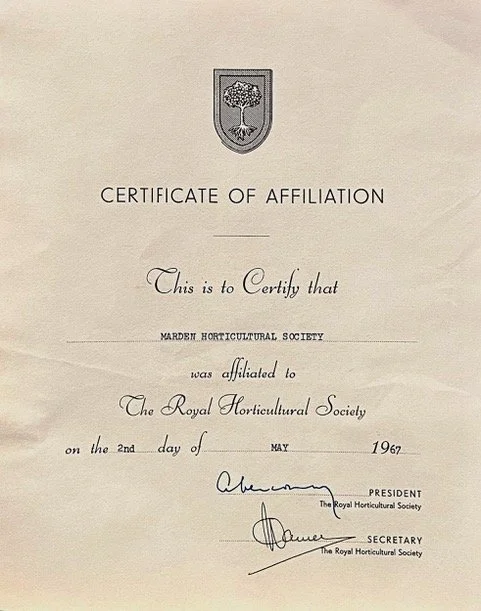 CERTIFICATE OF AFFILIATION
This is to Certify that
MARDEN HORTICULTURAL SOCIETY
was affiliated to
The Royal Horticultural Society
on the 2nd day of MAY 1967
Aberconway PRESIDENT
The Royal Horticultural Society
SECRETARY
The Royal Horticultural Society